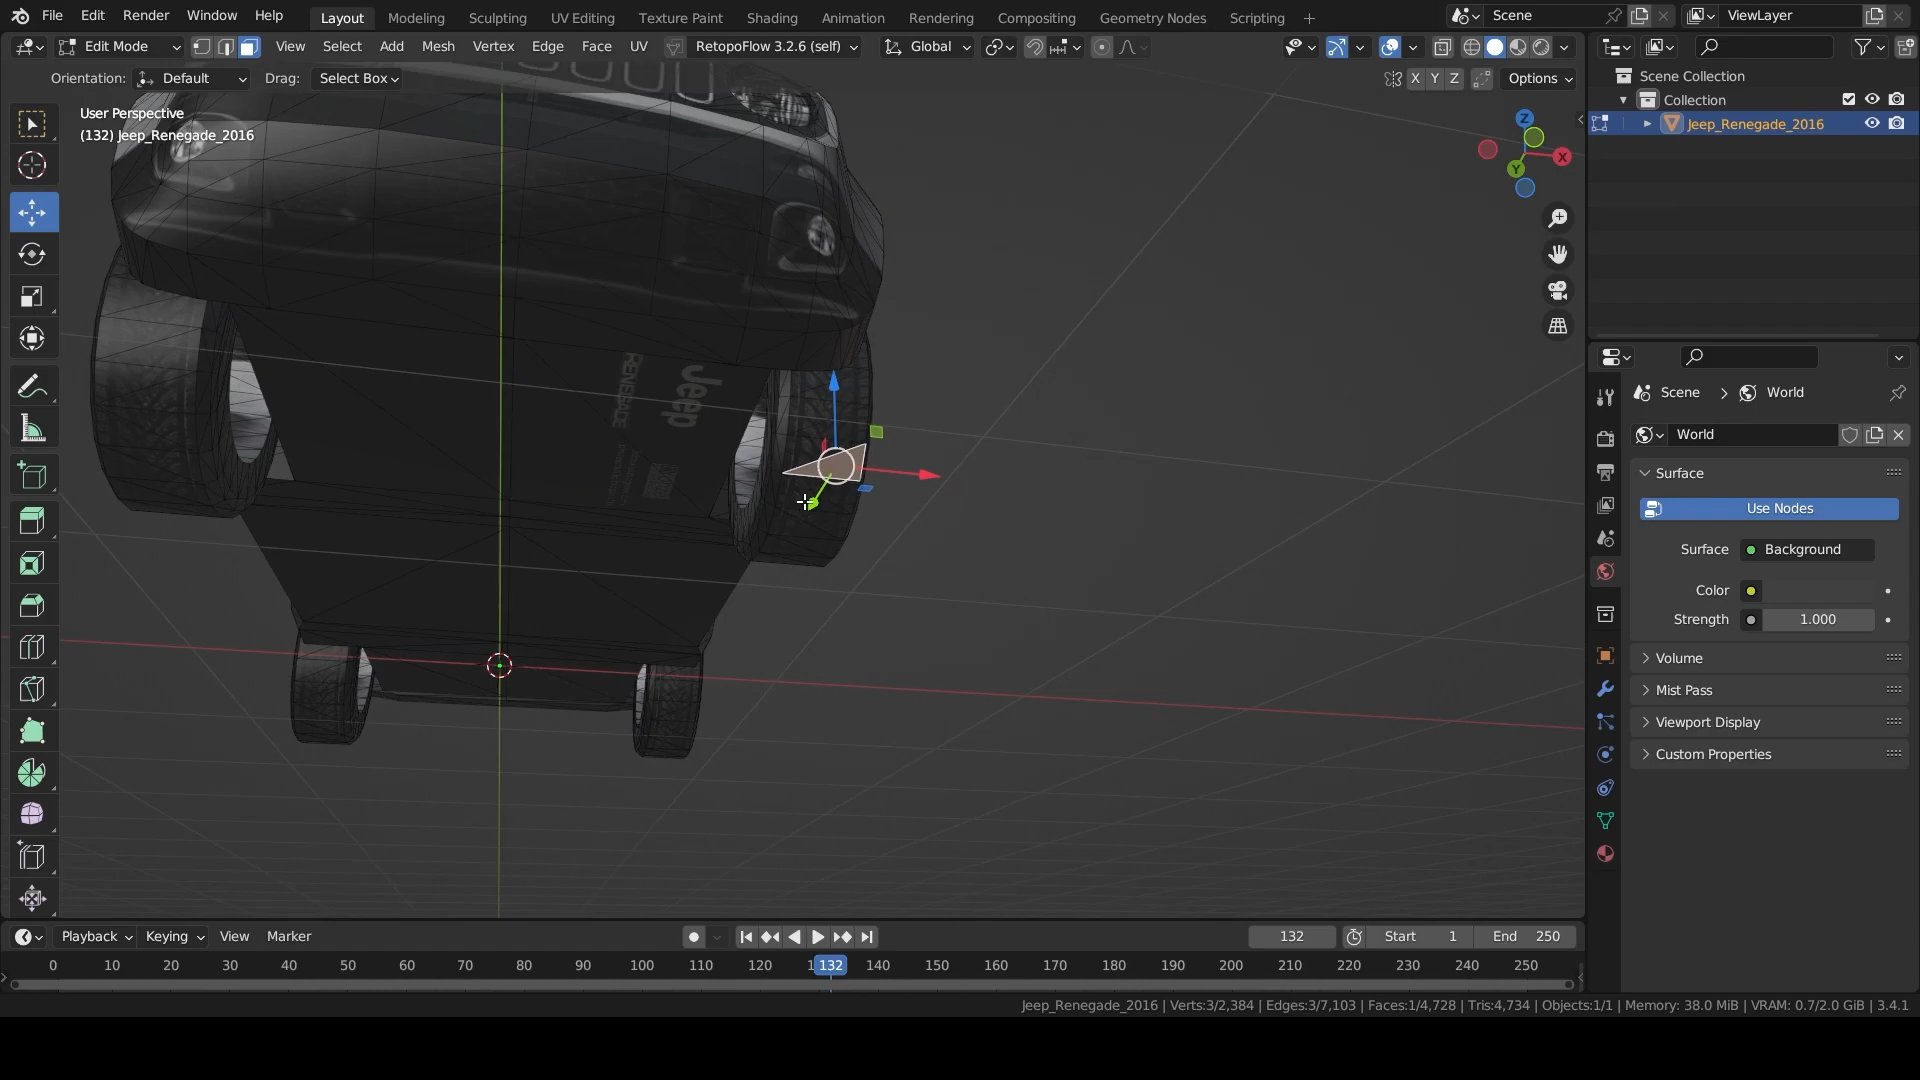 File Edit Render Window Help Layout Modeling Sculpting UV Editing Texture Paint Shading Animation Rendering Compositing Geometry Nodes Scripting + Scene ViewLayer
Edit Mode View Select Add Mesh Vertex Edge Face UV RetopoFlow 3.2.6 (self) Global
Orientation: Default Drag: Select Box X Y Z Options
Scene Collection
Collection
Jeep_Renegade_2016
User Perspective
(132) Jeep_Renegade_2016
Z
X
Y
Jeep
RENEGADE
Scene > World
World
Surface
Use Nodes
Surface Background
Color
Strength 1.000
Volume
Mist Pass
Viewport Display
Custom Properties
Playback Keying View Marker 132 Start 1 End 250
0 10 20 30 40 50 60 70 80 90 100 110 120 132 140 150 160 170 180 190 200 210 220 230 240 250
Jeep_Renegade_2016 | Verts:3/2,384 | Edges:3/7,103 | Faces:1/4,728 | Tris:4,734 | Objects:1/1 | Memory: 38.0 MiB | VRAM: 0.7/2.0 GiB | 3.4.1